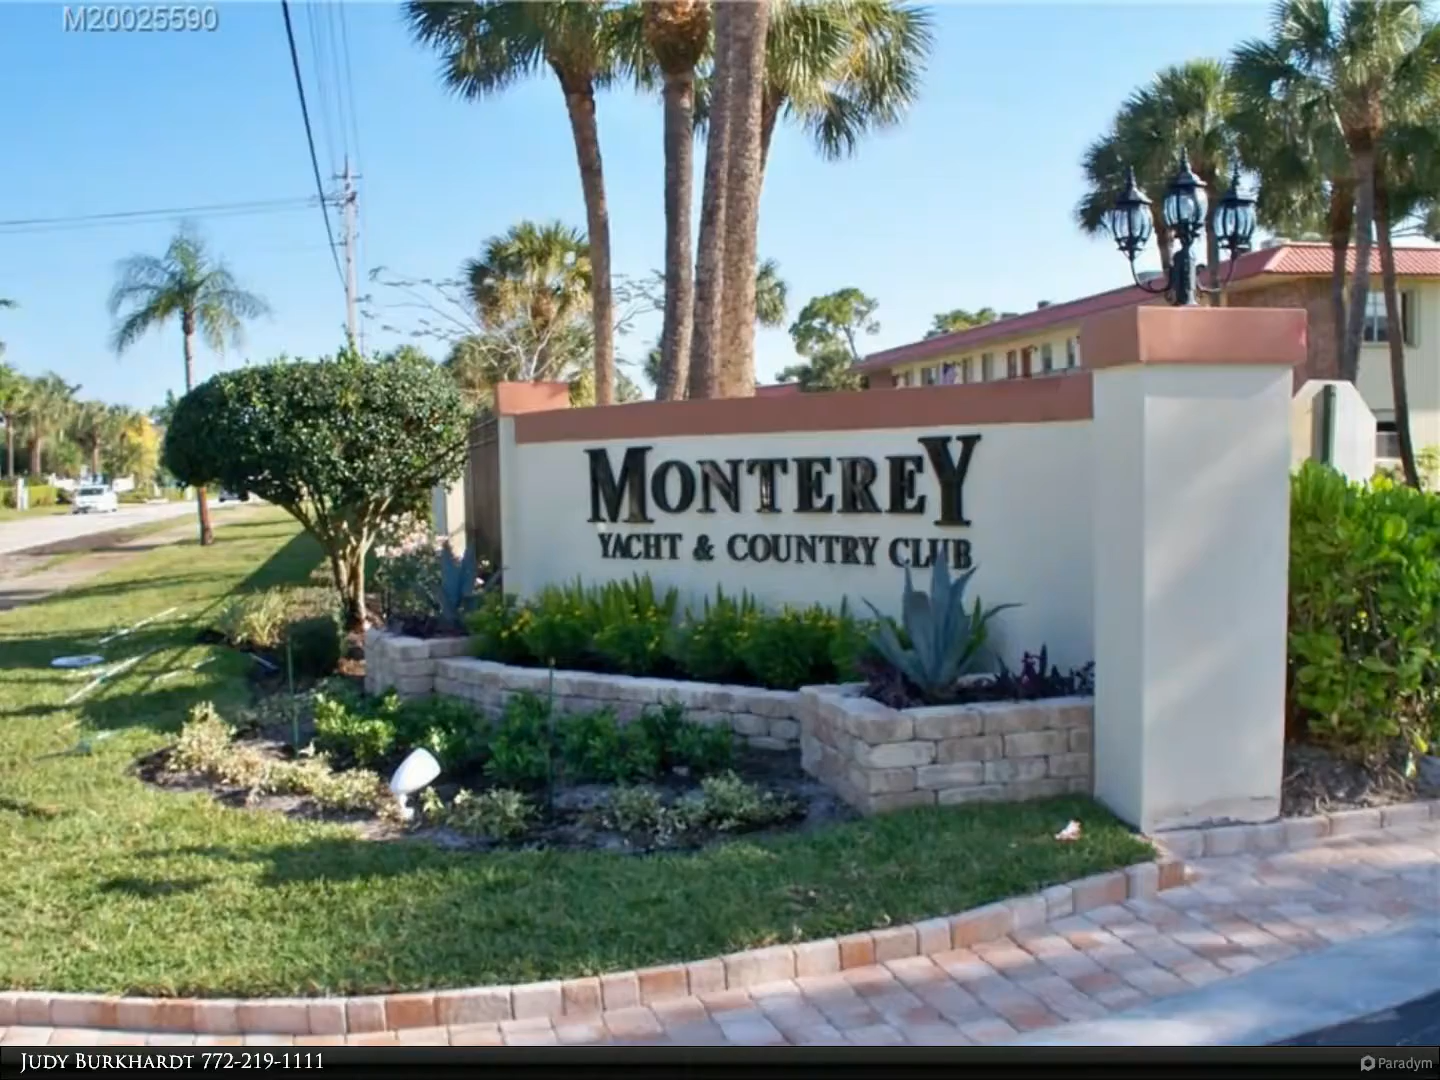 M20025590
MONTEREY
YACHT & COUNTRY CLUB
JUDY BURKHARDT 772-219-1111
Paradym